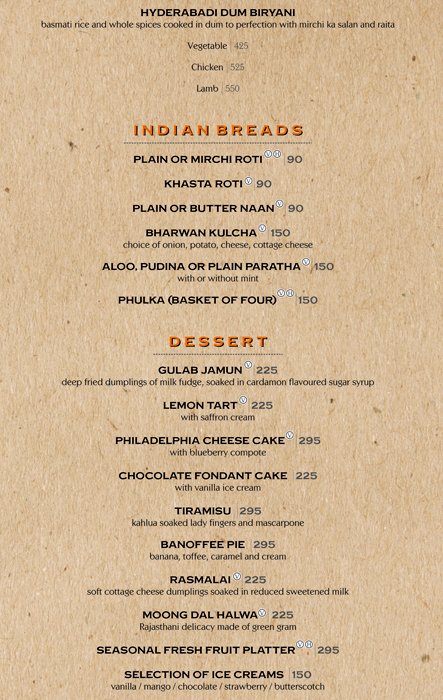 HYDERABADI DUM BIRYANI
basmati rice and whole spices cooked in dum to perfection with mirchi ka salan and raita
Vegetable | 425
Chicken | 525
Lamb | 550
INDIAN BREADS
PLAIN OR MIRCHI ROTI V H | 90
KHASTA ROTI V | 90
PLAIN OR BUTTER NAAN V | 90
BHARWAN KULCHA V | 150
choice of onion, potato, cheese, cottage cheese
ALOO, PUDINA OR PLAIN PARATHA V | 150
with or without mint
PHULKA (BASKET OF FOUR) V H | 150
DESSERT
GULAB JAMUN V | 225
deep fried dumplings of milk fudge, soaked in cardamon flavoured sugar syrup
LEMON TART V | 225
with saffron cream
PHILADELPHIA CHEESE CAKE V | 295
with blueberry compote
CHOCOLATE FONDANT CAKE | 225
with vanilla ice cream
TIRAMISU | 295
kahlua soaked lady fingers and mascarpone
BANOFFEE PIE | 295
banana, toffee, caramel and cream
RASMALAI V | 225
soft cottage cheese dumplings soaked in reduced sweetened milk
MOONG DAL HALWA V | 225
Rajasthani delicacy made of green gram
SEASONAL FRESH FRUIT PLATTER V H | 295
SELECTION OF ICE CREAMS | 150
vanilla / mango / chocolate / strawberry / butterscotch